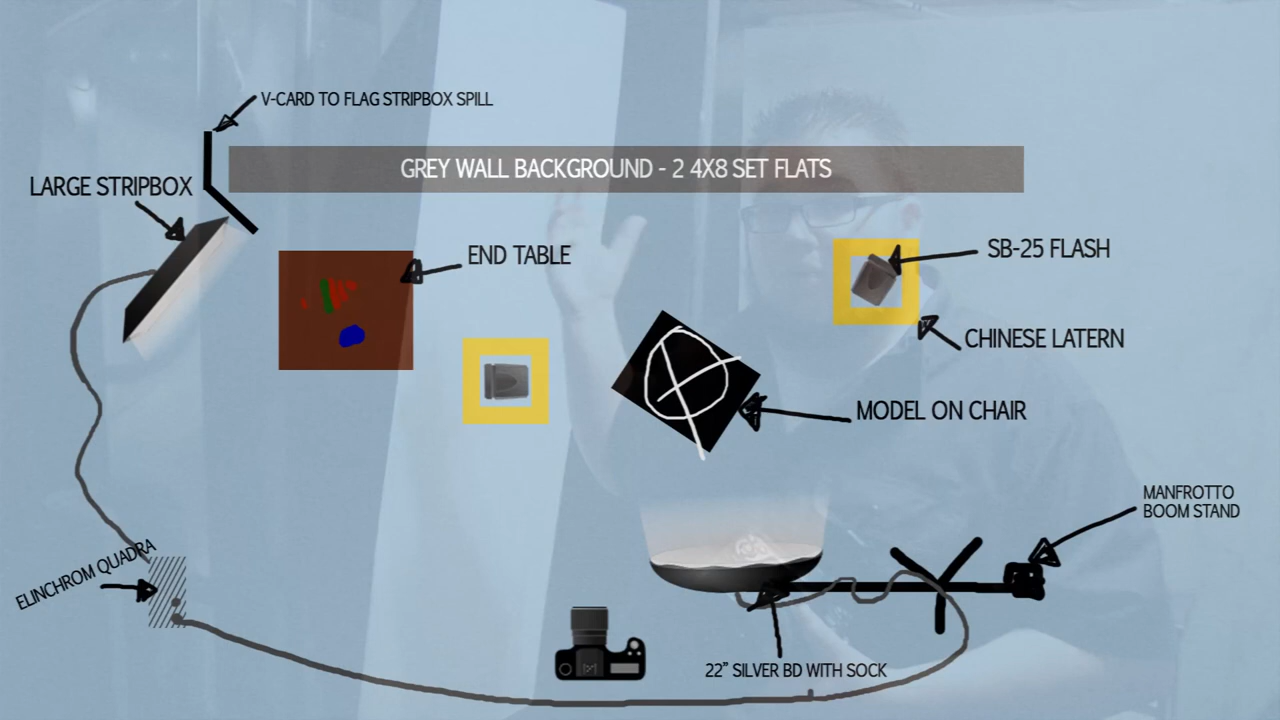 V-CARD TO FLAG STRIPBOX SPILL
GREY WALL BACKGROUND - 2 4X8 SET FLATS
LARGE STRIPBOX
END TABLE
SB-25 FLASH
CHINESE LATERN
MODEL ON CHAIR
MANFROTTO
BOOM STAND
ELINCHROM QUADRA
22" SILVER BD WITH SOCK